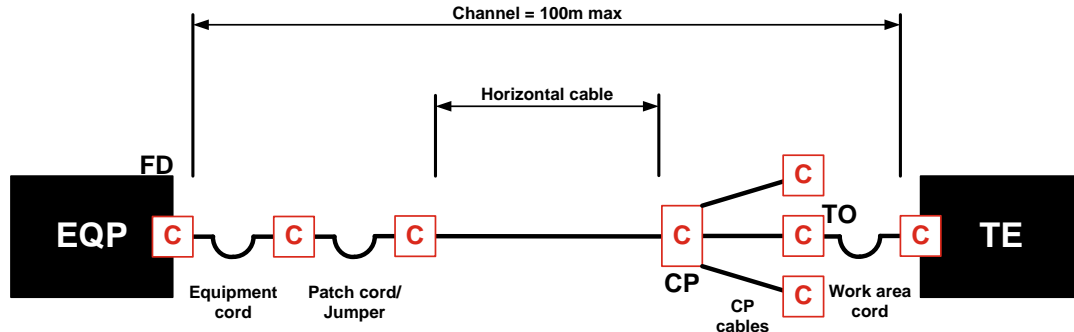 Channel = 100m max
Horizontal cable
FD
EQP
C
C
C
C
C
C
C
TO
C
TE
CP
Equipment
cord
Patch cord/
Jumper
CP
cables
Work area
cord